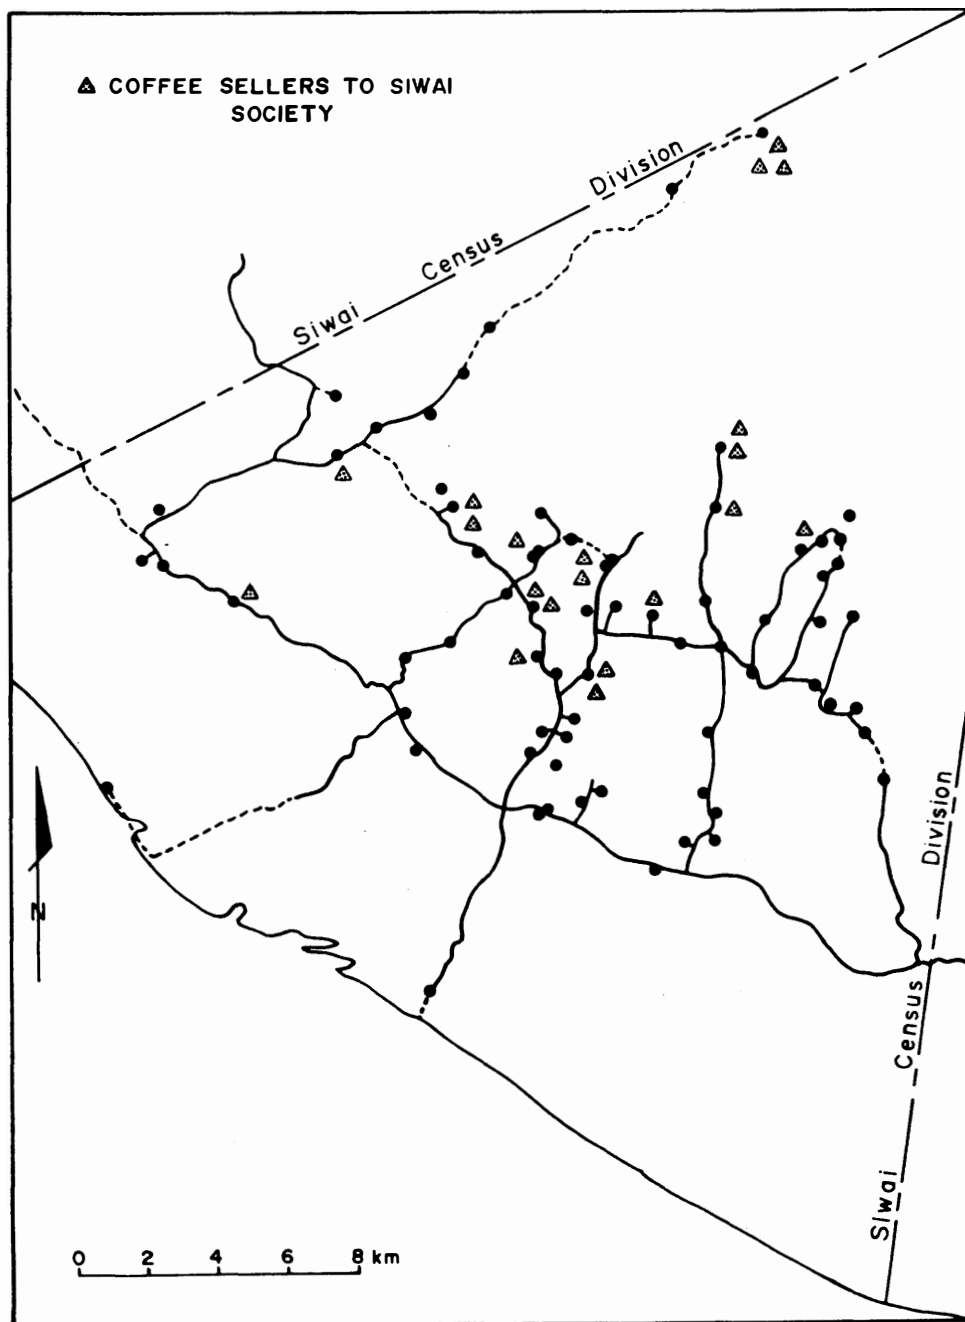 COFFEE SELLERS TO SIWAI
SOCIETY
Siwai Census Division
Siwai Census Division
N
0 2 4 6 8 km